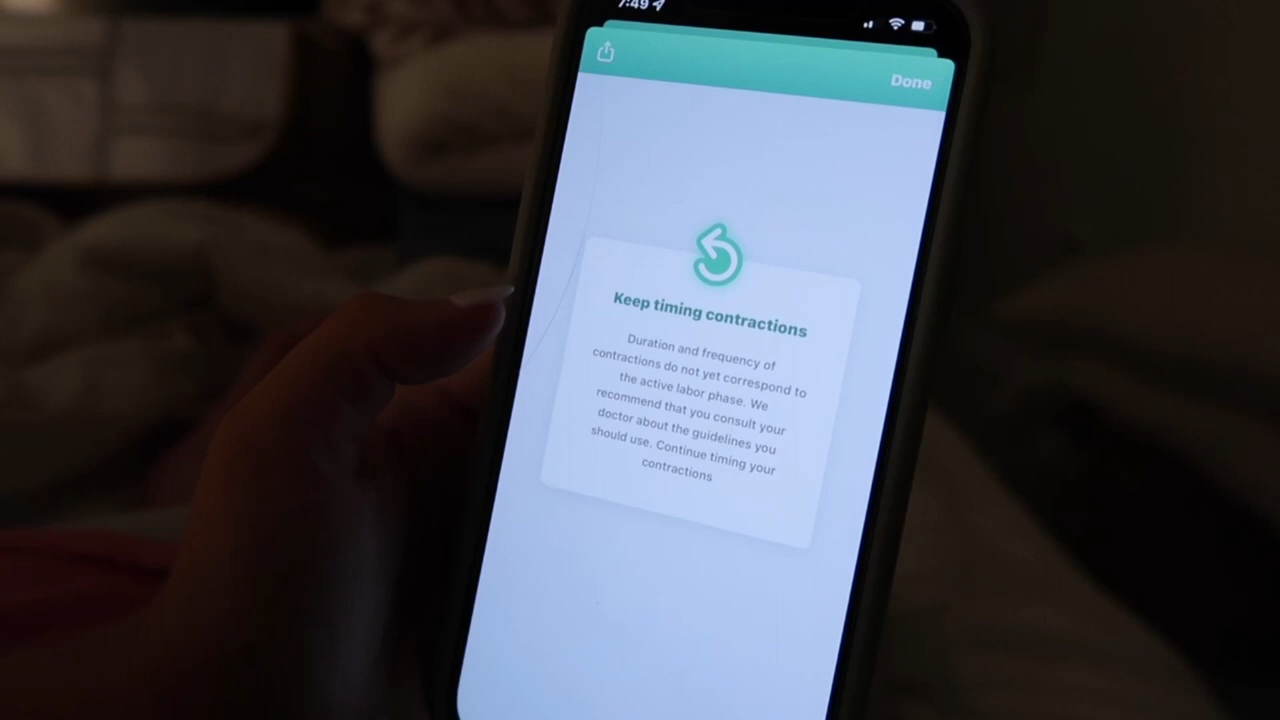 7:49
Done
Keep timing contractions
Duration and frequency of
contractions do not yet correspond to
the active labor phase. We
recommend that you consult your
doctor about the guidelines you
should use. Continue timing your
contractions